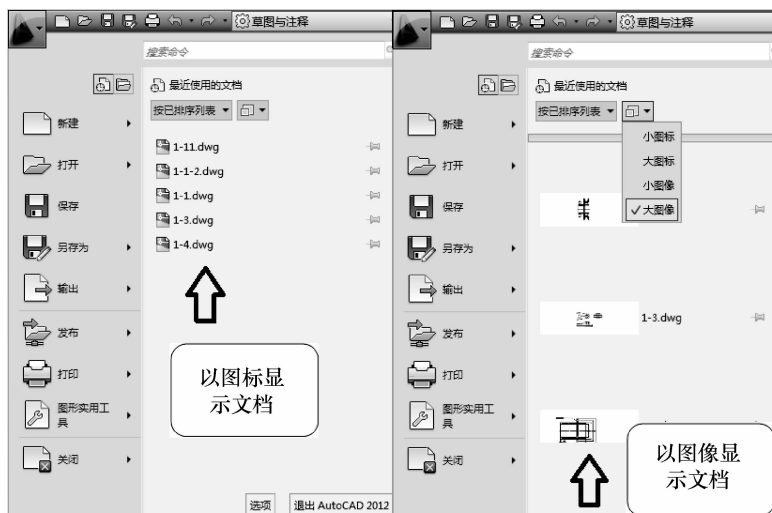 草图与注释
搜索命令
最近使用的文档
按已排序列表
新建
打开
保存
另存为
输出
发布
打印
图形实用工
具
关闭
1-11.dwg
1-1-2.dwg
1-1.dwg
1-3.dwg
1-4.dwg
以图标显
示文档
选项
退出 AutoCAD 2012
草图与注释
搜索命令
最近使用的文档
按已排序列表
新建
打开
保存
另存为
输出
发布
打印
图形实用工
具
关闭
小图标
大图标
小图像
大图像
1-3.dwg
以图像显
示文档